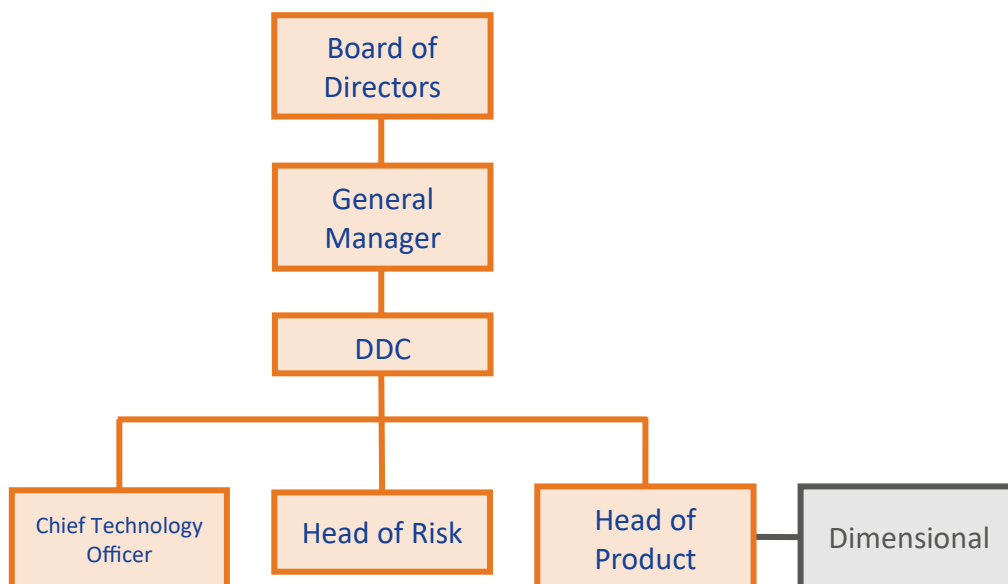 Board of
Directors
General
Manager
DDC
Chief Technology
Officer
Head of Risk
Head of
Product
Dimensional